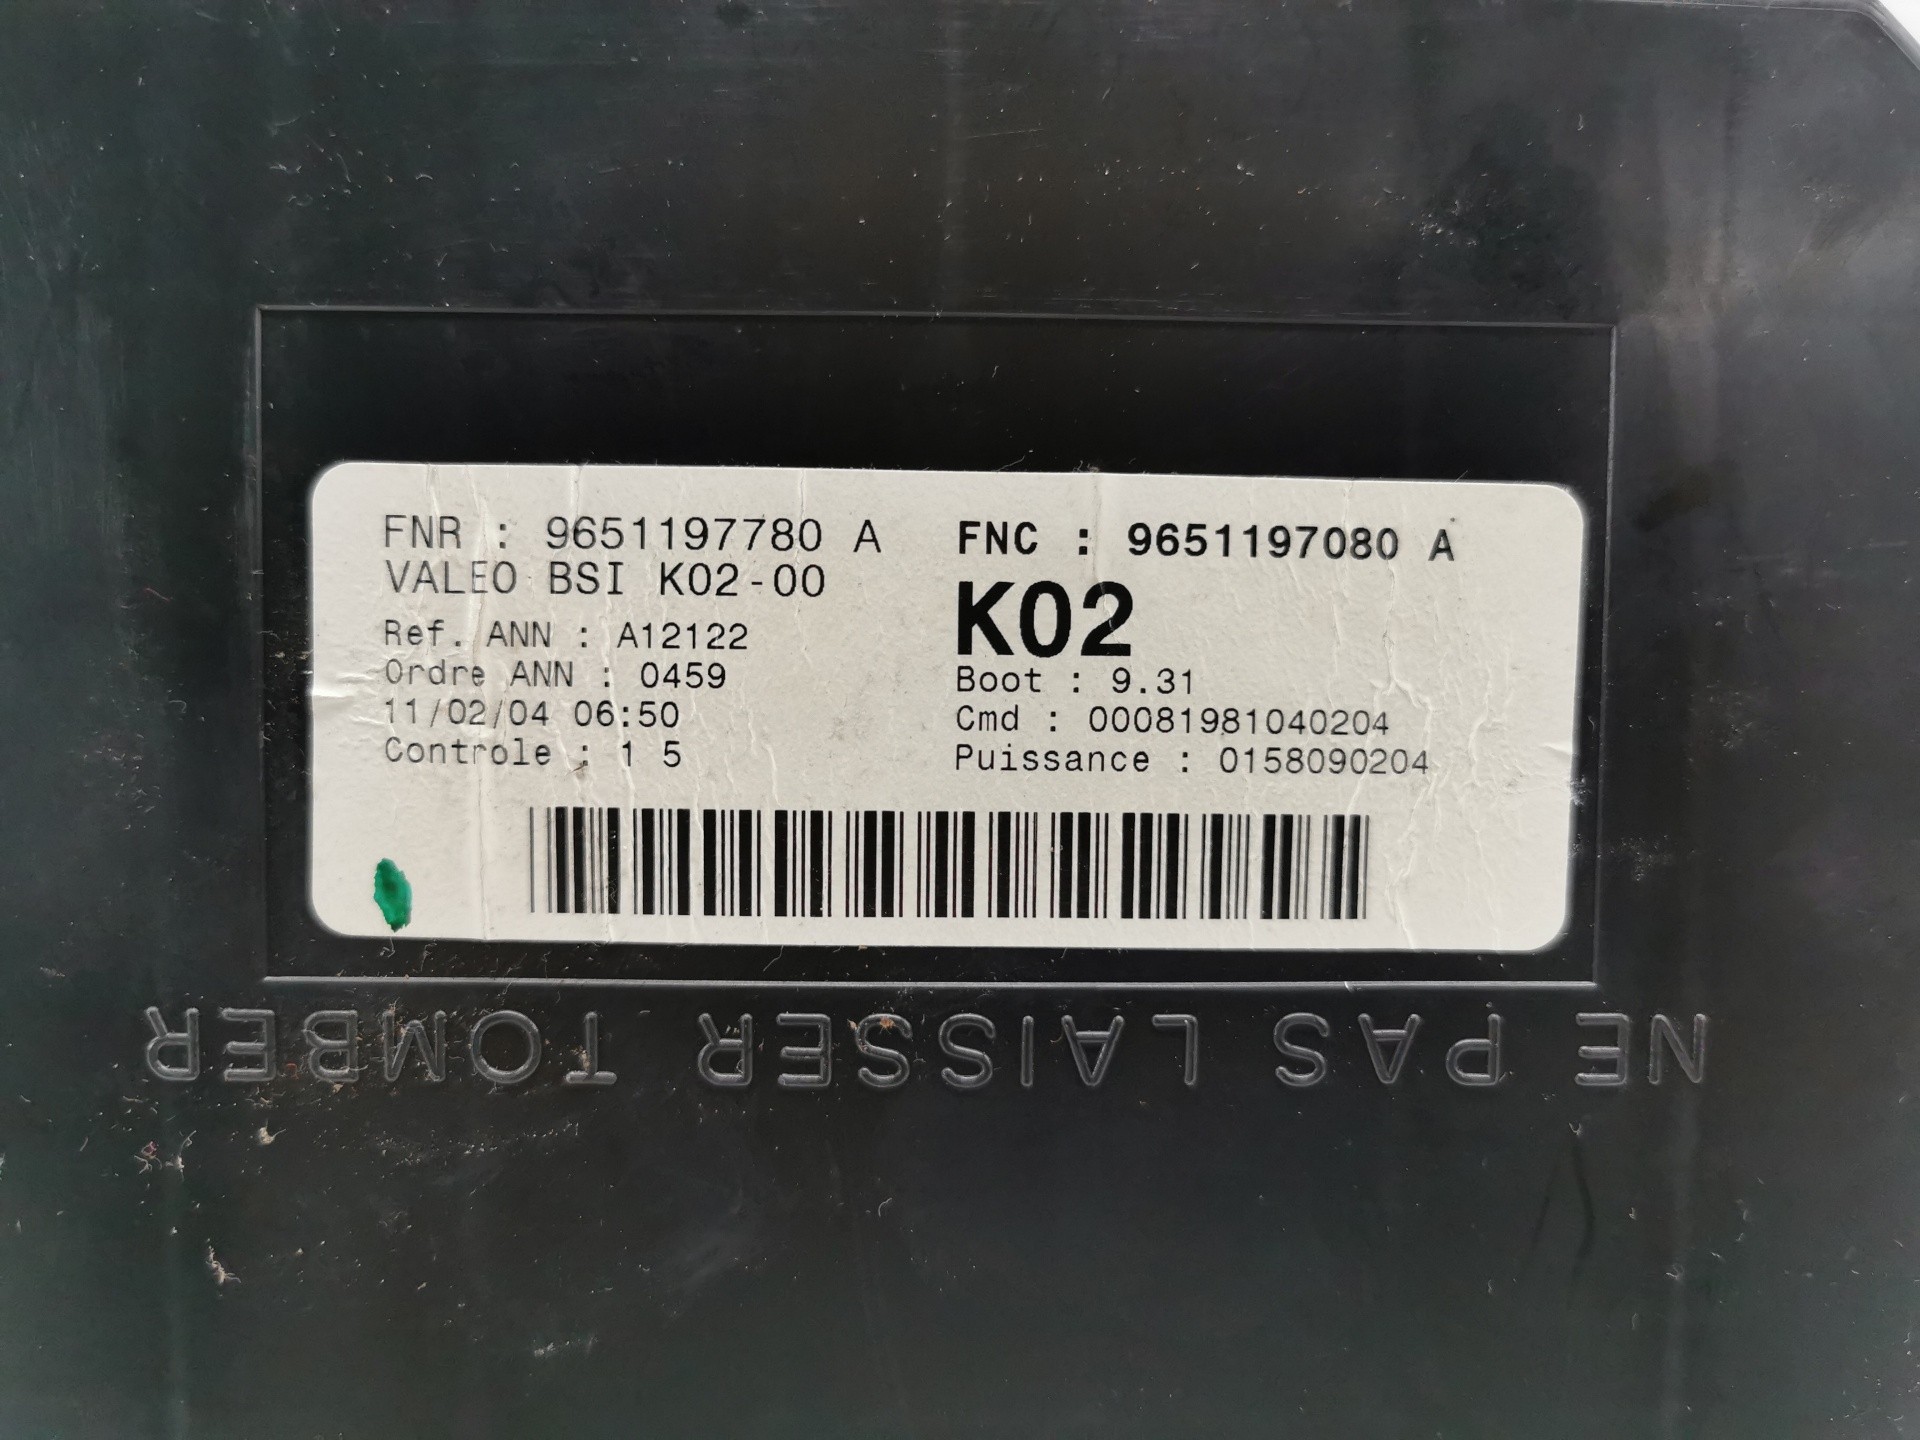 FNR : 9651197780 A
VALEO BSI K02-00
Ref. ANN : A12122
Ordre ANN : 0459
11/02/04 06:50
Controle : 1 5
FNC : 9651197080 A
K02
Boot : 9.31
Cmd : 00081981040204
Puissance : 0158090204
NE PAS LAISSER TOMBER